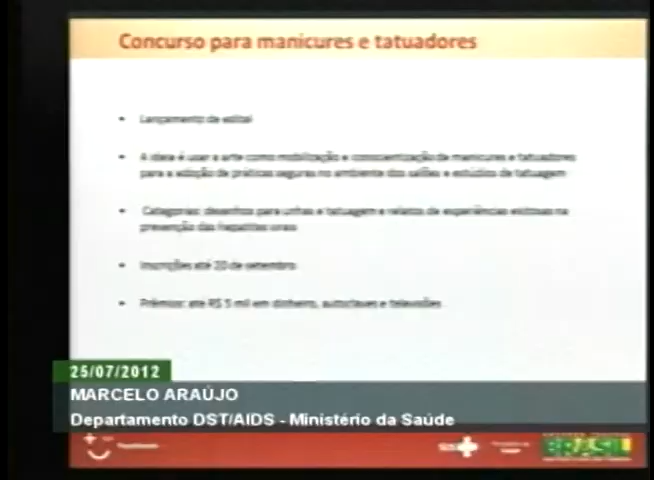 Concurso para manicures e tatuadores
• Lançamento de edital
• A ideia é usar a arte como mobilização e conscientização de manicures e tatuadores
para a adoção de práticas seguras no ambiente dos salões e estúdios de tatuagem
• Categorias: desenhos para unhas e tatuagem e relatos de experiências exitosas na
prevenção das hepatites virais
• Inscrições até 20 de setembro
• Prêmios: até R$ 5 mil em dinheiro, autoclaves e televisões
25/07/2012
MARCELO ARAÚJO
Departamento DST/AIDS - Ministério da Saúde
SUS
BRASIL